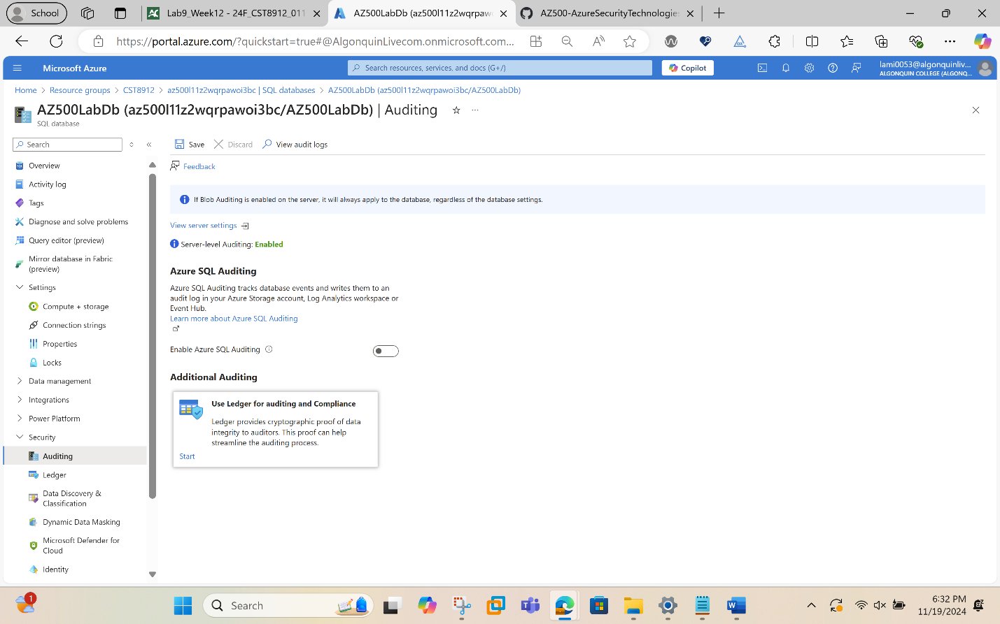 School
Lab9_Week12 - 24F_CST8912_011
AZ500LabDb (az500l11z2wqrpawo
AZ500-AzureSecurityTechnologies
https://portal.azure.com/?quickstart=true#@AlgonquinLivecom.onmicrosoft.com...
Microsoft Azure
Search resources, services, and docs (G+/)
Copilot
lami0053@algonquinliv...
ALGONQUIN COLLEGE (ALGONQ...
Home > Resource groups > CST8912 > az500l11z2wqrpawoi3bc | SQL databases > AZ500LabDb (az500l11z2wqrpawoi3bc/AZ500LabDb)
AZ500LabDb (az500l11z2wqrpawoi3bc/AZ500LabDb) | Auditing
SQL database
Search
Overview
Activity log
Tags
Diagnose and solve problems
Query editor (preview)
Mirror database in Fabric
(preview)
Settings
Compute + storage
Connection strings
Properties
Locks
Data management
Integrations
Power Platform
Security
Auditing
Ledger
Data Discovery &
Classification
Dynamic Data Masking
Microsoft Defender for
Cloud
Identity
Save
Discard
View audit logs
Feedback
If Blob Auditing is enabled on the server, it will always apply to the database, regardless of the database settings.
View server settings
Server-level Auditing: Enabled
Azure SQL Auditing
Azure SQL Auditing tracks database events and writes them to an
audit log in your Azure Storage account, Log Analytics workspace or
Event Hub.
Learn more about Azure SQL Auditing
Enable Azure SQL Auditing
Additional Auditing
Use Ledger for auditing and Compliance
Ledger provides cryptographic proof of data
integrity to auditors. This proof can help
streamline the auditing process.
Start
1
Search
6:32 PM
11/19/2024